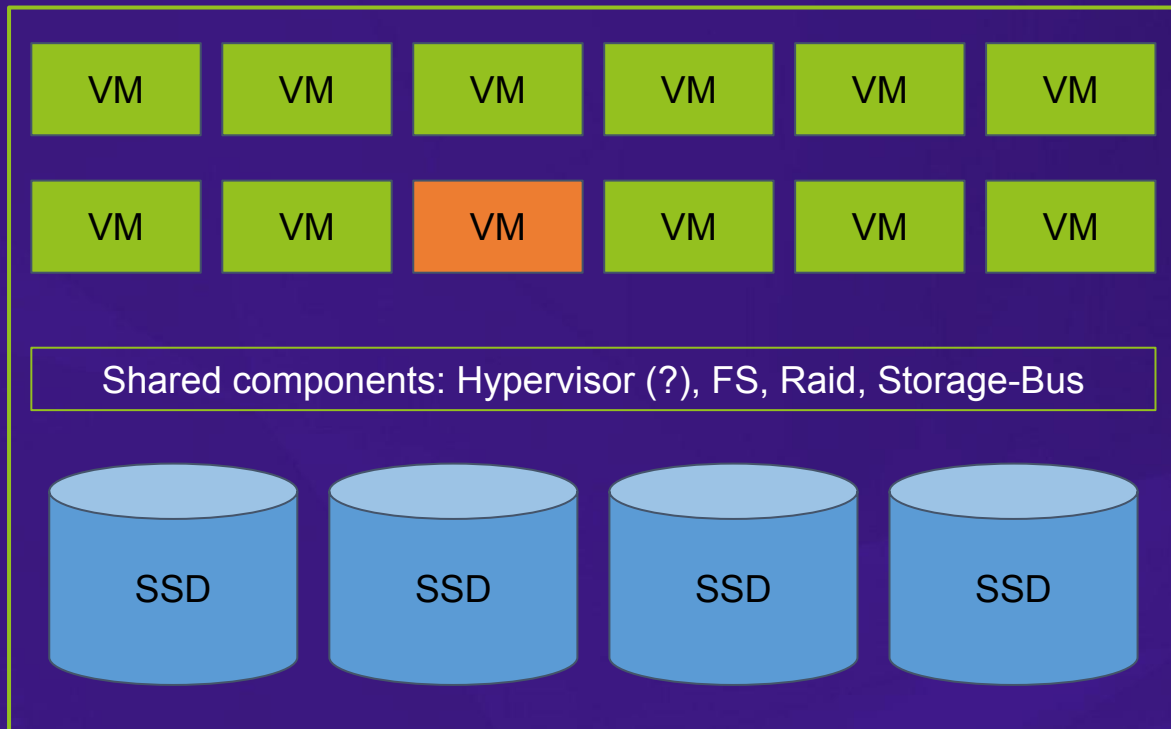 VM VM VM VM VM VM
VM VM VM VM VM VM
Shared components: Hypervisor (?), FS, Raid, Storage-Bus
SSD SSD SSD SSD